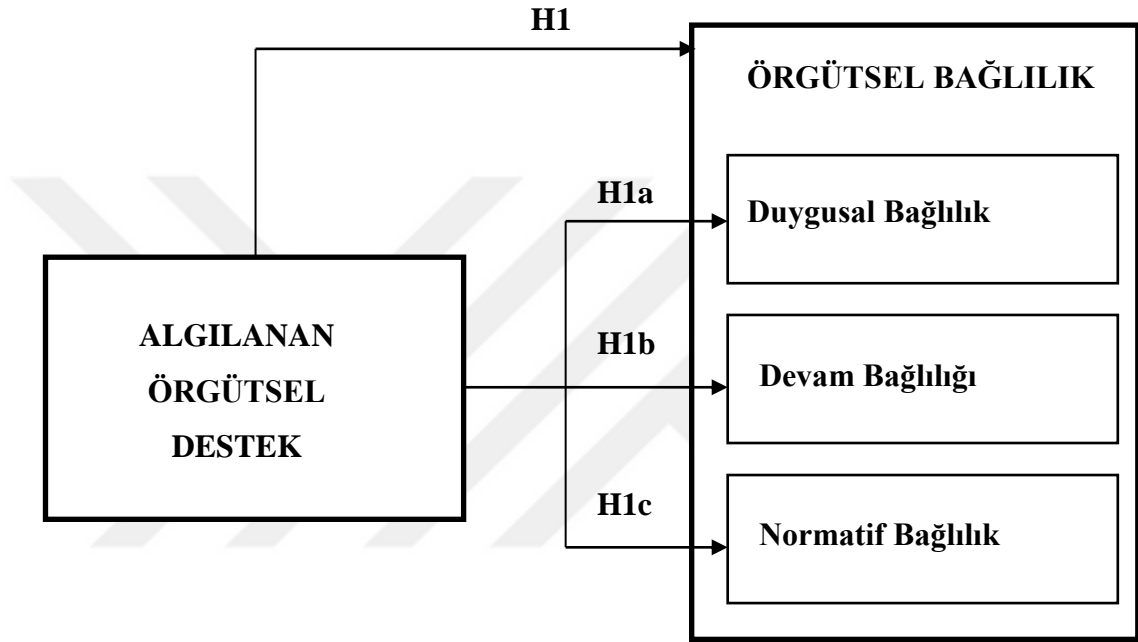 H1
ÖRGÜTSEL BAĞLILIK
H1a
Duygusal Bağlılık
ALGILANAN
ÖRGÜTSEL
DESTEK
H1b
Devam Bağlılığı
H1c
Normatif Bağlılık